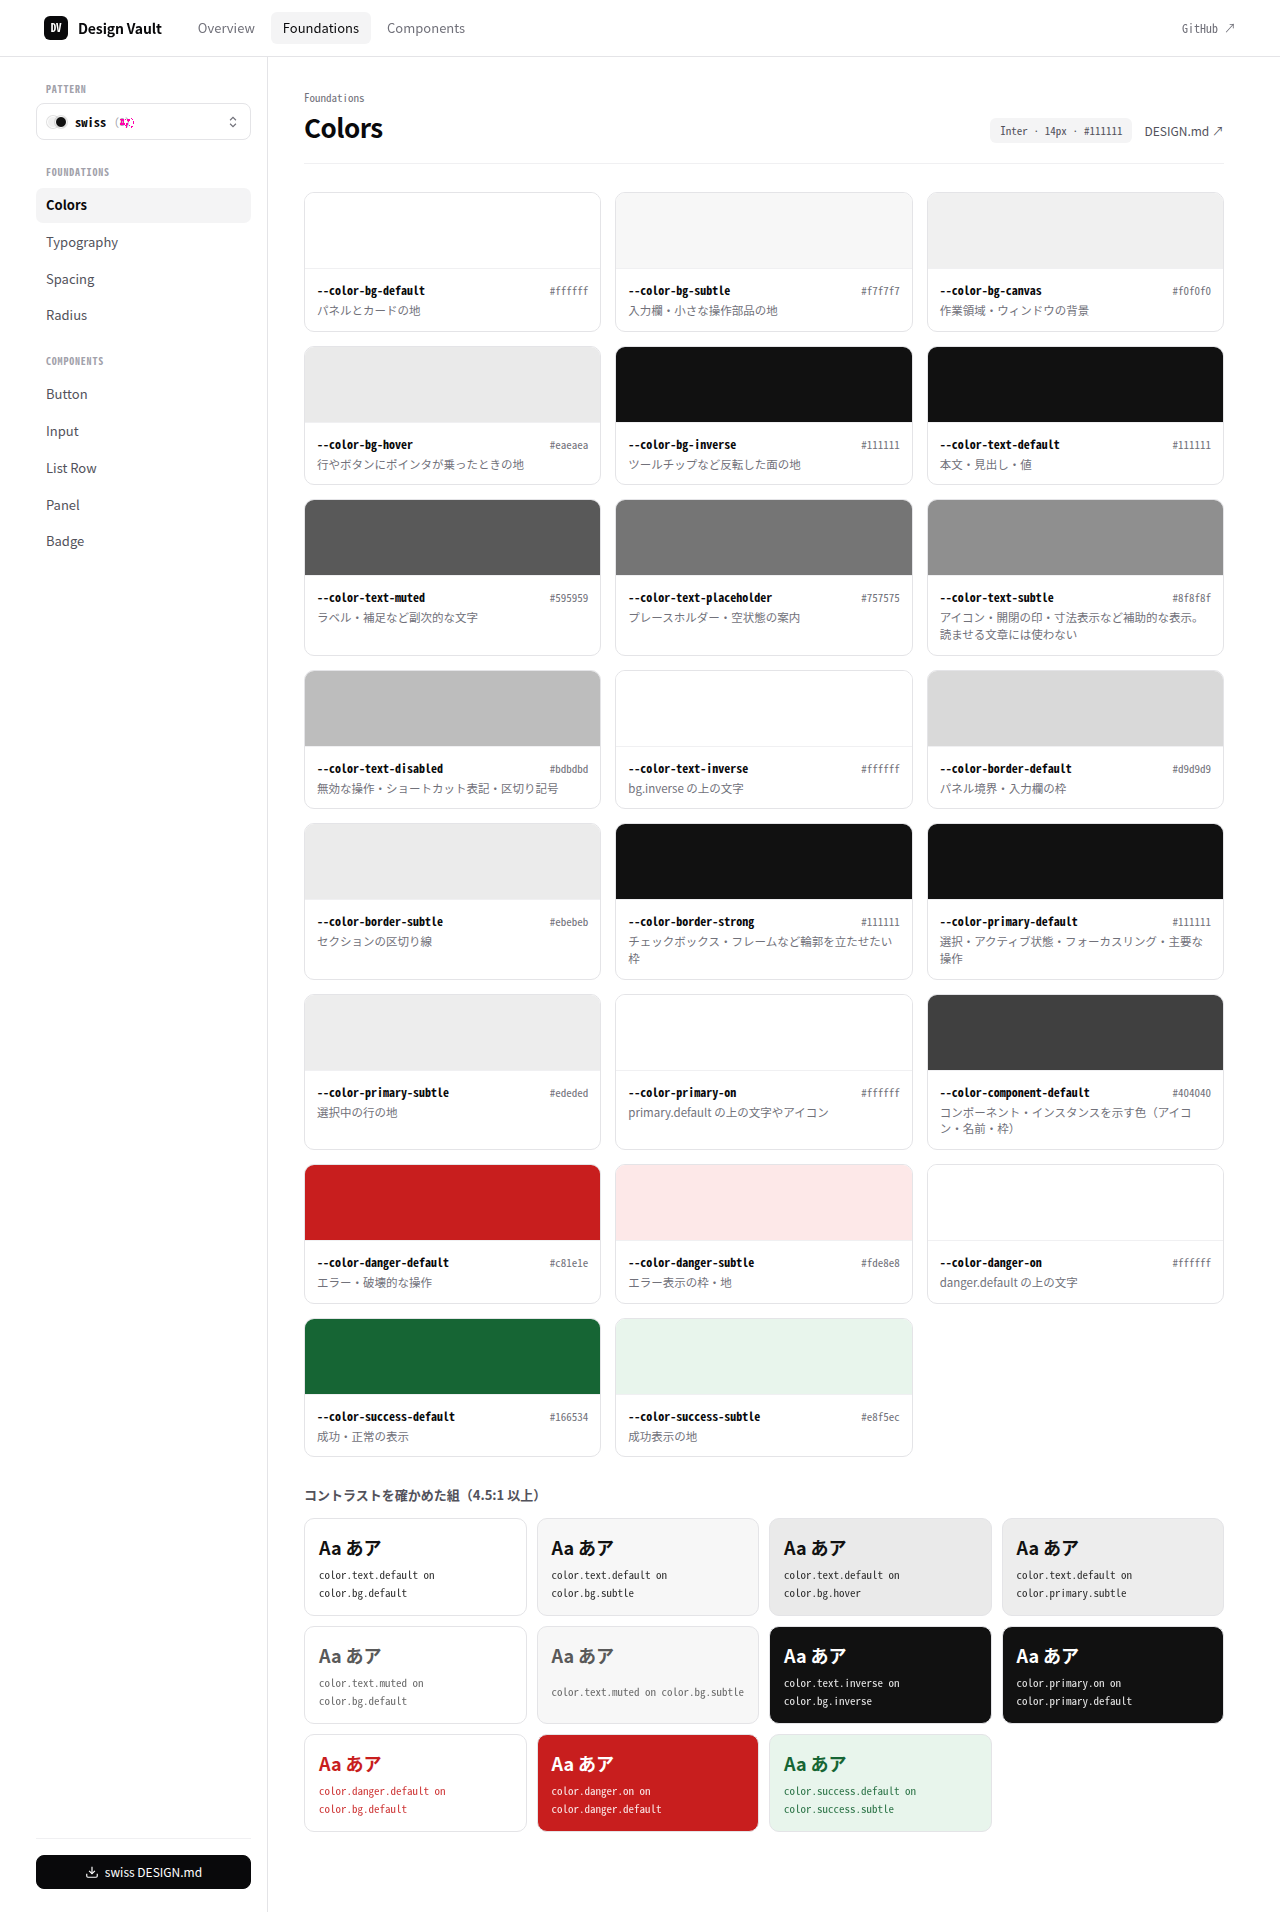 DV Design Vault Overview Foundations Components GitHub ↗
PATTERN
swiss
FOUNDATIONS
Colors
Typography
Spacing
Radius
COMPONENTS
Button
Input
List Row
Panel
Badge
swiss DESIGN.md
Foundations
Colors
Inter · 14px · #111111 DESIGN.md ↗
--color-bg-default #ffffff
パネルとカードの地
--color-bg-subtle #f7f7f7
入力欄・小さな操作部品の地
--color-bg-canvas #f0f0f0
作業領域・ウィンドウの背景
--color-bg-hover #eaeaea
行やボタンにポインタが乗ったときの地
--color-bg-inverse #111111
ツールチップなど反転した面の地
--color-text-default #111111
本文・見出し・値
--color-text-muted #595959
ラベル・補足など副次的な文字
--color-text-placeholder #757575
プレースホルダー・空状態の案内
--color-text-subtle #8f8f8f
アイコン・開閉の印・寸法表示など補助的な表示。
読ませる文章には使わない
--color-text-disabled #bdbdbd
無効な操作・ショートカット表記・区切り記号
--color-text-inverse #ffffff
bg.inverse の上の文字
--color-border-default #d9d9d9
パネル境界・入力欄の枠
--color-border-subtle #ebebeb
セクションの区切り線
--color-border-strong #111111
チェックボックス・フレームなど輪郭を立たせたい
枠
--color-primary-default #111111
選択・アクティブ状態・フォーカスリング・主要な
操作
--color-primary-subtle #ededed
選択中の行の地
--color-primary-on #ffffff
primary.default の上の文字やアイコン
--color-component-default #404040
コンポーネント・インスタンスを示す色（アイコ
ン・名前・枠）
--color-danger-default #c81e1e
エラー・破壊的な操作
--color-danger-subtle #fde8e8
エラー表示の枠・地
--color-danger-on #ffffff
danger.default の上の文字
--color-success-default #166534
成功・正常の表示
--color-success-subtle #e8f5ec
成功表示の地
コントラストを確かめた組（4.5:1 以上）
Aa あア
color.text.default on
color.bg.default
Aa あア
color.text.default on
color.bg.subtle
Aa あア
color.text.default on
color.bg.hover
Aa あア
color.text.default on
color.primary.subtle
Aa あア
color.text.muted on
color.bg.default
Aa あア
color.text.muted on color.bg.subtle
Aa あア
color.text.inverse on
color.bg.inverse
Aa あア
color.primary.on on
color.primary.default
Aa あア
color.danger.default on
color.bg.default
Aa あア
color.danger.on on
color.danger.default
Aa あア
color.success.default on
color.success.subtle